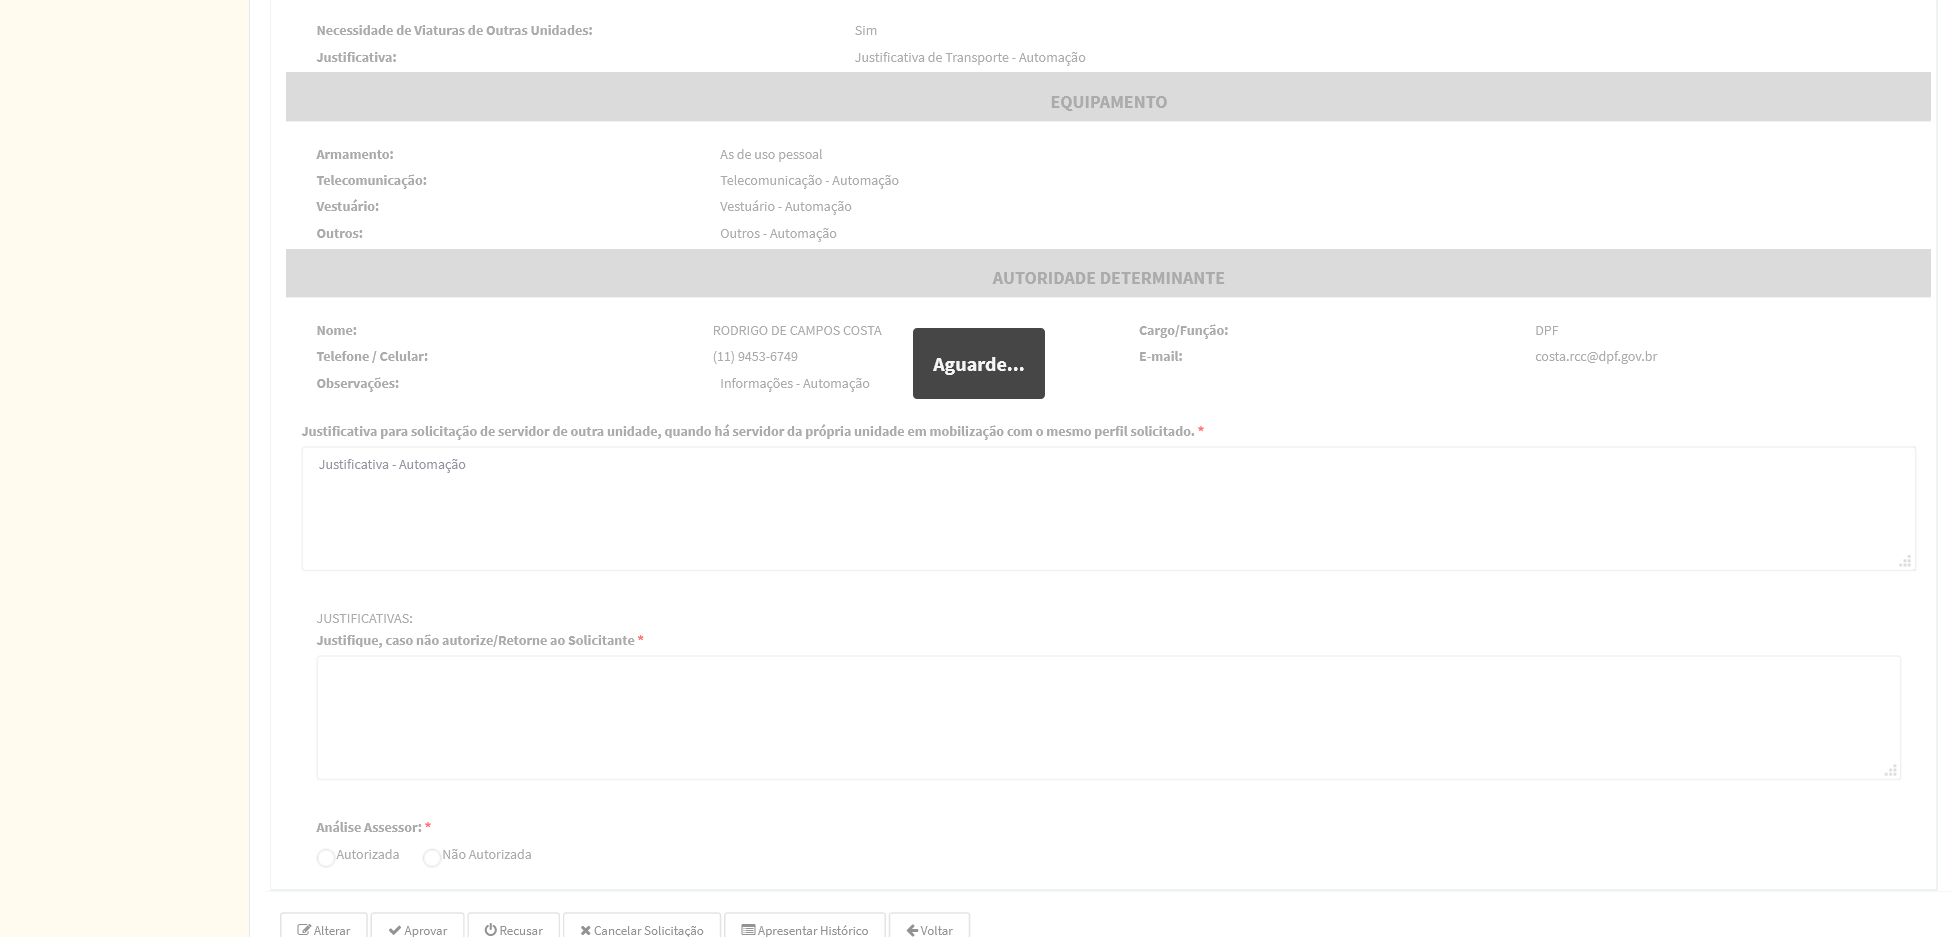 Necessidade de Viaturas de Outras Unidades: Sim
Justificativa: Justificativa de Transporte - Automação
EQUIPAMENTO
Armamento: As de uso pessoal
Telecomunicação: Telecomunicação - Automação
Vestuário: Vestuário - Automação
Outros: Outros - Automação
AUTORIDADE DETERMINANTE
Nome: RODRIGO DE CAMPOS COSTA Cargo/Função: DPF
Telefone / Celular: (11) 9453-6749 E-mail: costa.rcc@dpf.gov.br
Aguarde...
Observações: Informações - Automação
Justificativa para solicitação de servidor de outra unidade, quando há servidor da própria unidade em mobilização com o mesmo perfil solicitado. *
Justificativa - Automação
JUSTIFICATIVAS:
Justifique, caso não autorize/Retorne ao Solicitante *
Análise Assessor: *
Autorizada Não Autorizada
Alterar Aprovar Recusar Cancelar Solicitação Apresentar Histórico Voltar